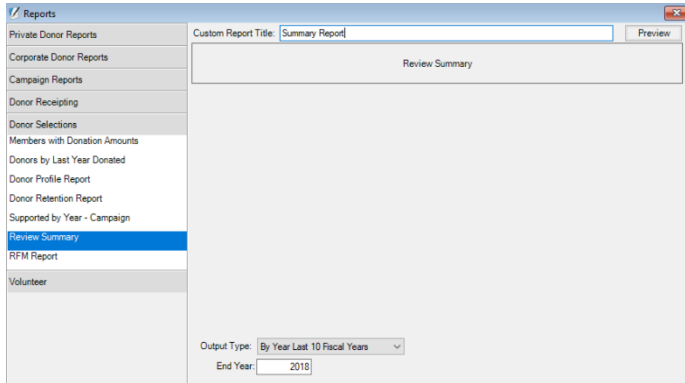 Reports
Private Donor Reports
Corporate Donor Reports
Campaign Reports
Donor Receipting
Donor Selections
Members with Donation Amounts
Donors by Last Year Donated
Donor Profile Report
Donor Retention Report
Supported by Year - Campaign
Review Summary
RFM Report
Volunteer
Custom Report Title: Summary Report Preview
Review Summary
Output Type: By Year Last 10 Fiscal Years
End Year: 2018